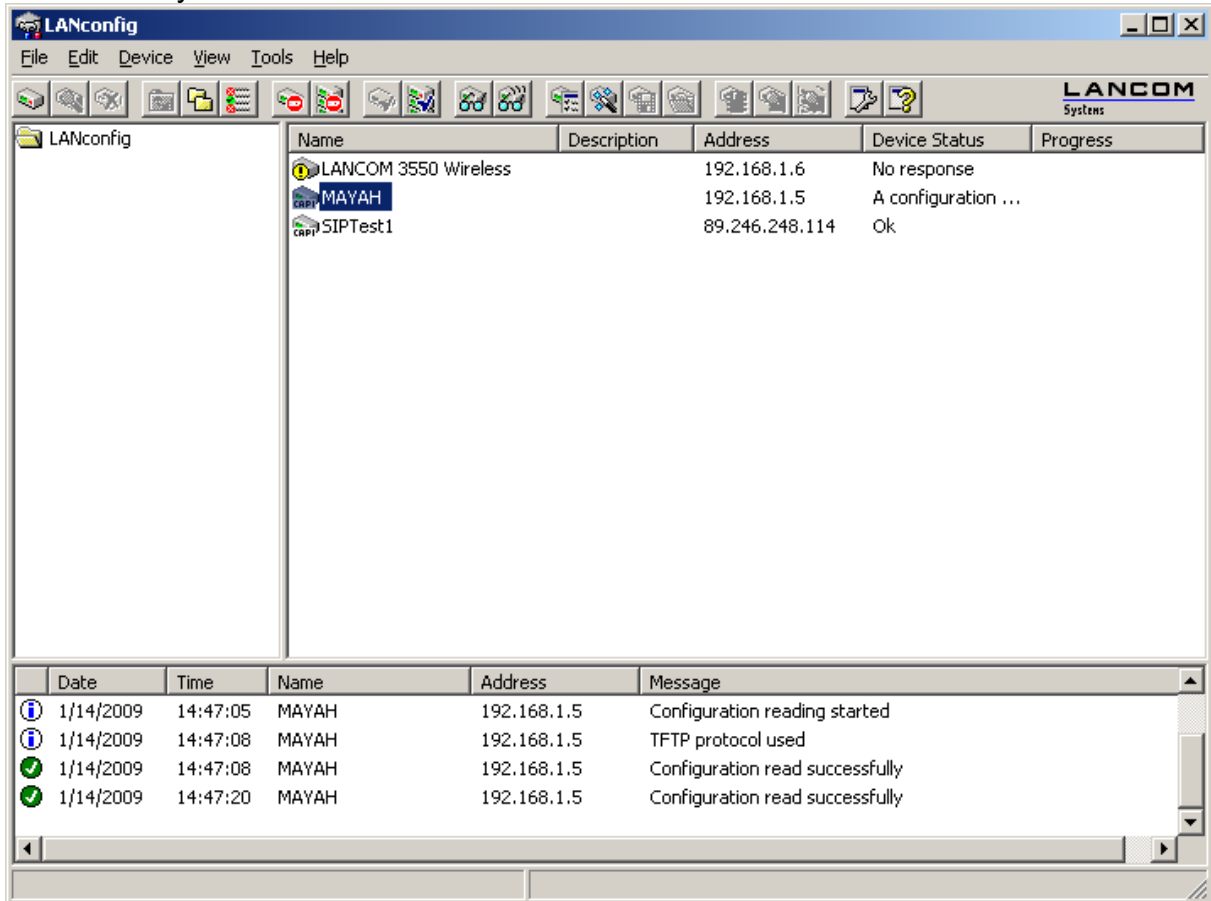 LANconfig
File Edit Device View Tools Help
LANCOM
Systems
LANconfig
Name Description Address Device Status Progress
LANCOM 3550 Wireless 192.168.1.6 No response
CAPI MAYAH 192.168.1.5 A configuration ...
CAPI SIPTest1 89.246.248.114 Ok
Date Time Name Address Message
1/14/2009 14:47:05 MAYAH 192.168.1.5 Configuration reading started
1/14/2009 14:47:08 MAYAH 192.168.1.5 TFTP protocol used
1/14/2009 14:47:08 MAYAH 192.168.1.5 Configuration read successfully
1/14/2009 14:47:20 MAYAH 192.168.1.5 Configuration read successfully